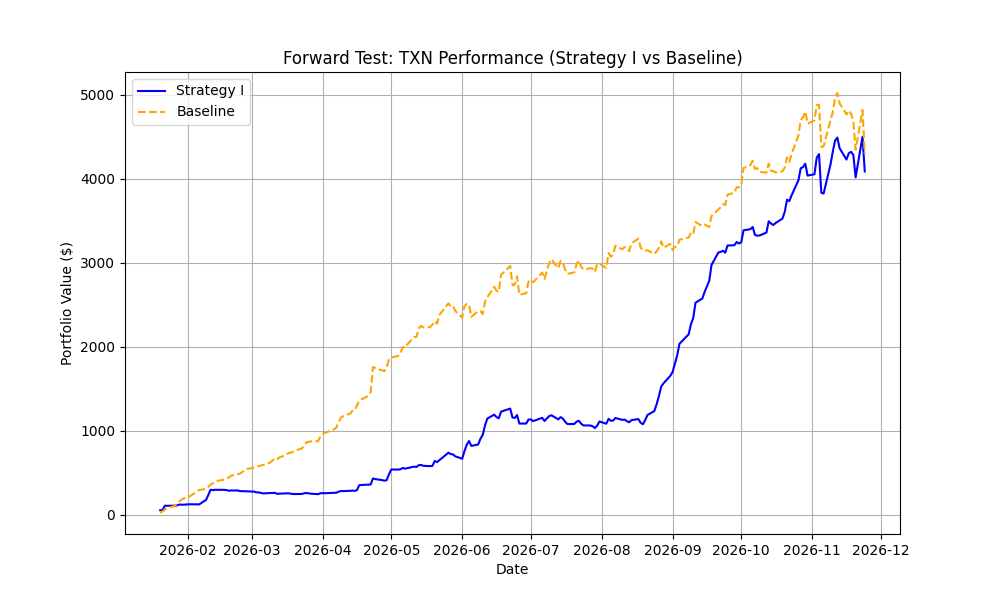 Forward Test: TXN Performance (Strategy I vs Baseline)
Strategy I
Baseline
Portfolio Value ($)
5000
4000
3000
2000
1000
0
2026-02 2026-03 2026-04 2026-05 2026-06 2026-07 2026-08 2026-09 2026-10 2026-11 2026-12
Date